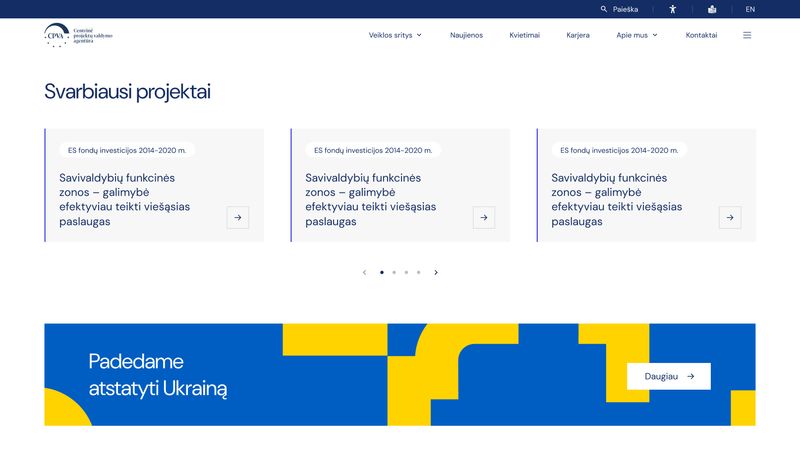 Paieška
EN
CPVA
Centrinė
projektų valdymo
agentūra
Veiklos sritys
Naujienos
Kvietimai
Karjera
Apie mus
Kontaktai
Svarbiausi projektai
ES fondų investicijos 2014-2020 m.
Savivaldybių funkcinės
zonos – galimybė
efektyviau teikti viešąsias
paslaugas
ES fondų investicijos 2014-2020 m.
Savivaldybių funkcinės
zonos – galimybė
efektyviau teikti viešąsias
paslaugas
ES fondų investicijos 2014-2020 m.
Savivaldybių funkcinės
zonos – galimybė
efektyviau teikti viešąsias
paslaugas
Padedame
atstatyti Ukrainą
Daugiau